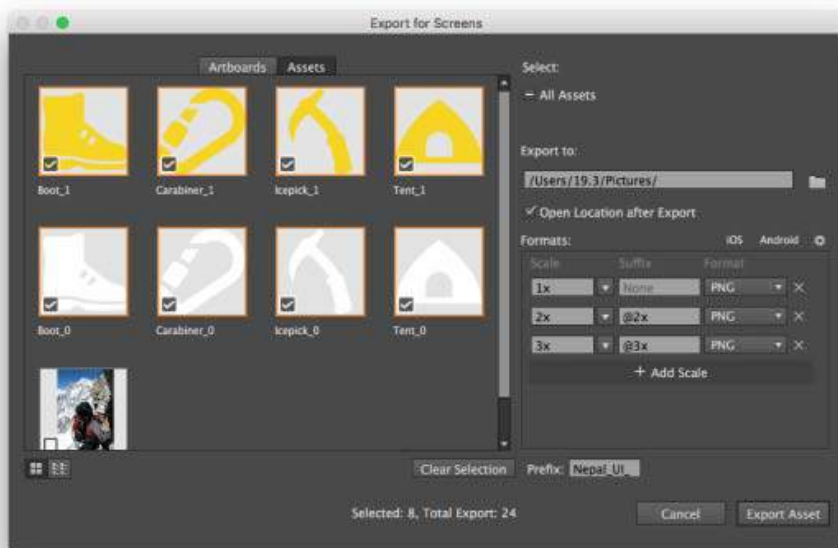 Export for Screens
Artboards Assets
Boot_1 Carabiner_1 Icepick_1 Tent_1
Boot_0 Carabiner_0 Icepick_0 Tent_0
Clear Selection
Select:
All Assets
Export to:
/Users/19.3/Pictures/
Open Location after Export
Formats: iOS Android
Scale Suffix Format
1x None PNG
2x @2x PNG
3x @3x PNG
+ Add Scale
Prefix: Nepal_UI_
Selected: 8, Total Export: 24
Cancel Export Asset